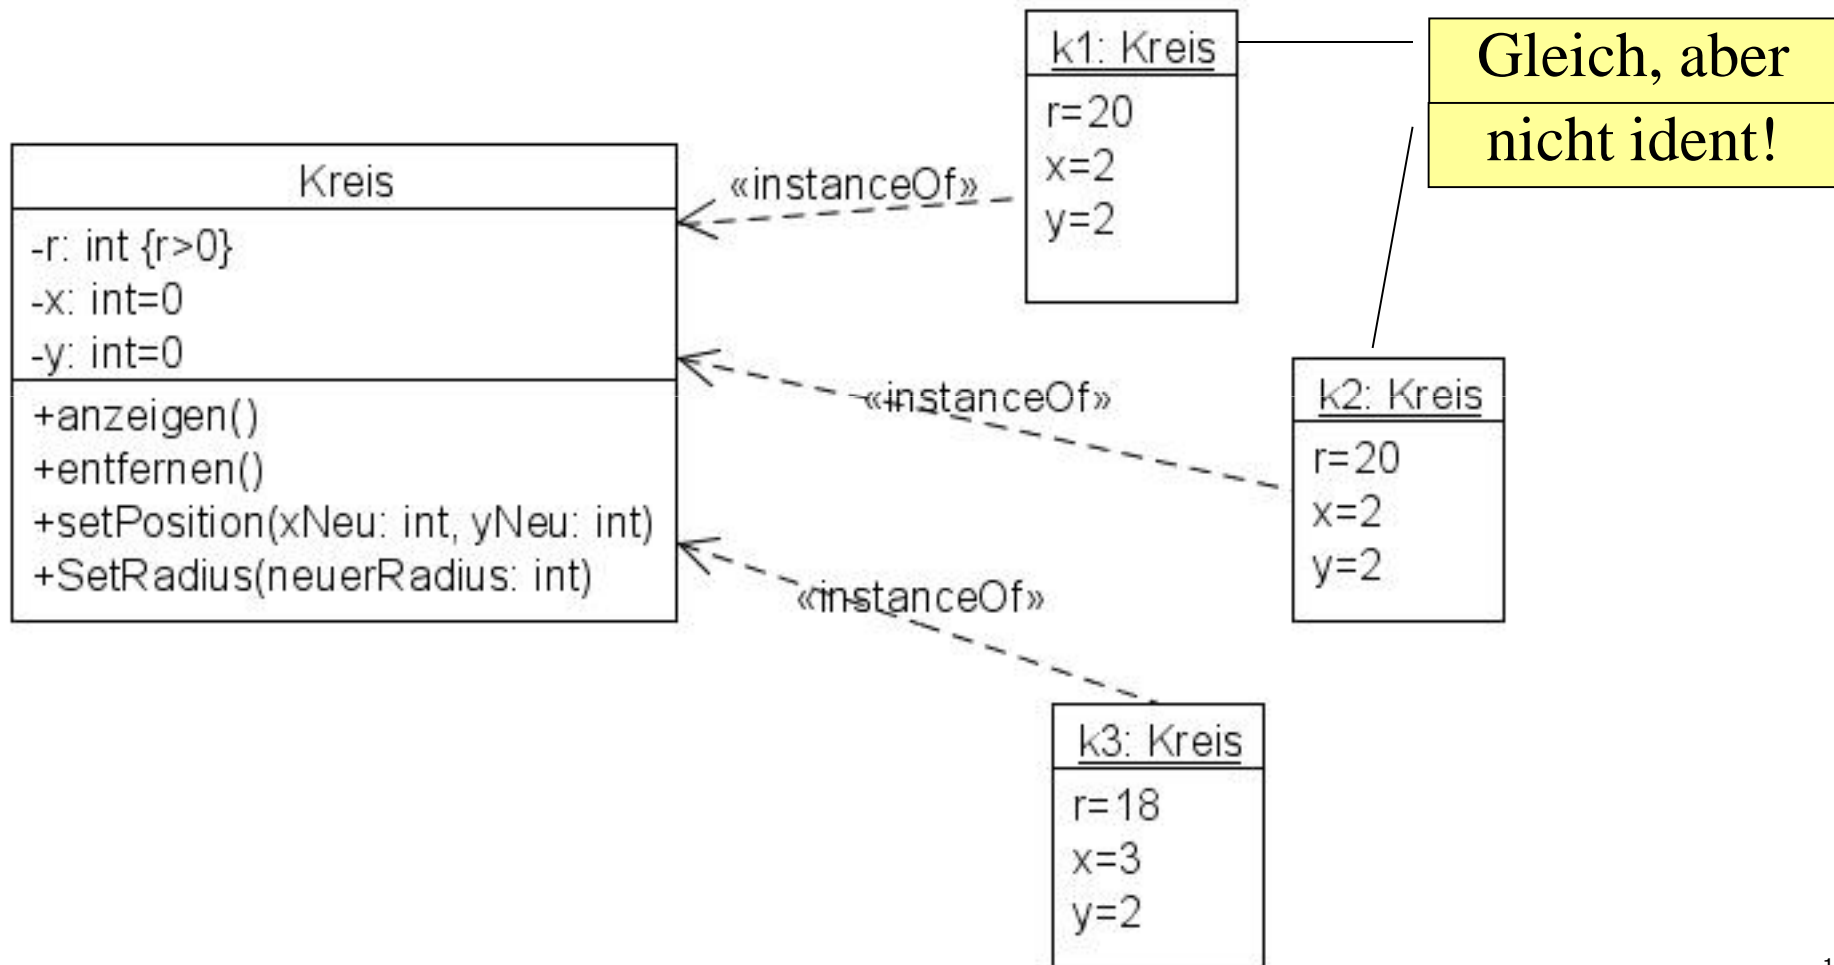 Kreis
-r: int {r>0}
-x: int=0
-y: int=0
+anzeigen()
+entfernen()
+setPosition(xNeu: int, yNeu: int)
+SetRadius(neuerRadius: int)
«instanceOf»
«instanceOf»
«instanceOf»
k1: Kreis
r=20
x=2
y=2
Gleich, aber
nicht ident!
k2: Kreis
r=20
x=2
y=2
k3: Kreis
r=18
x=3
y=2